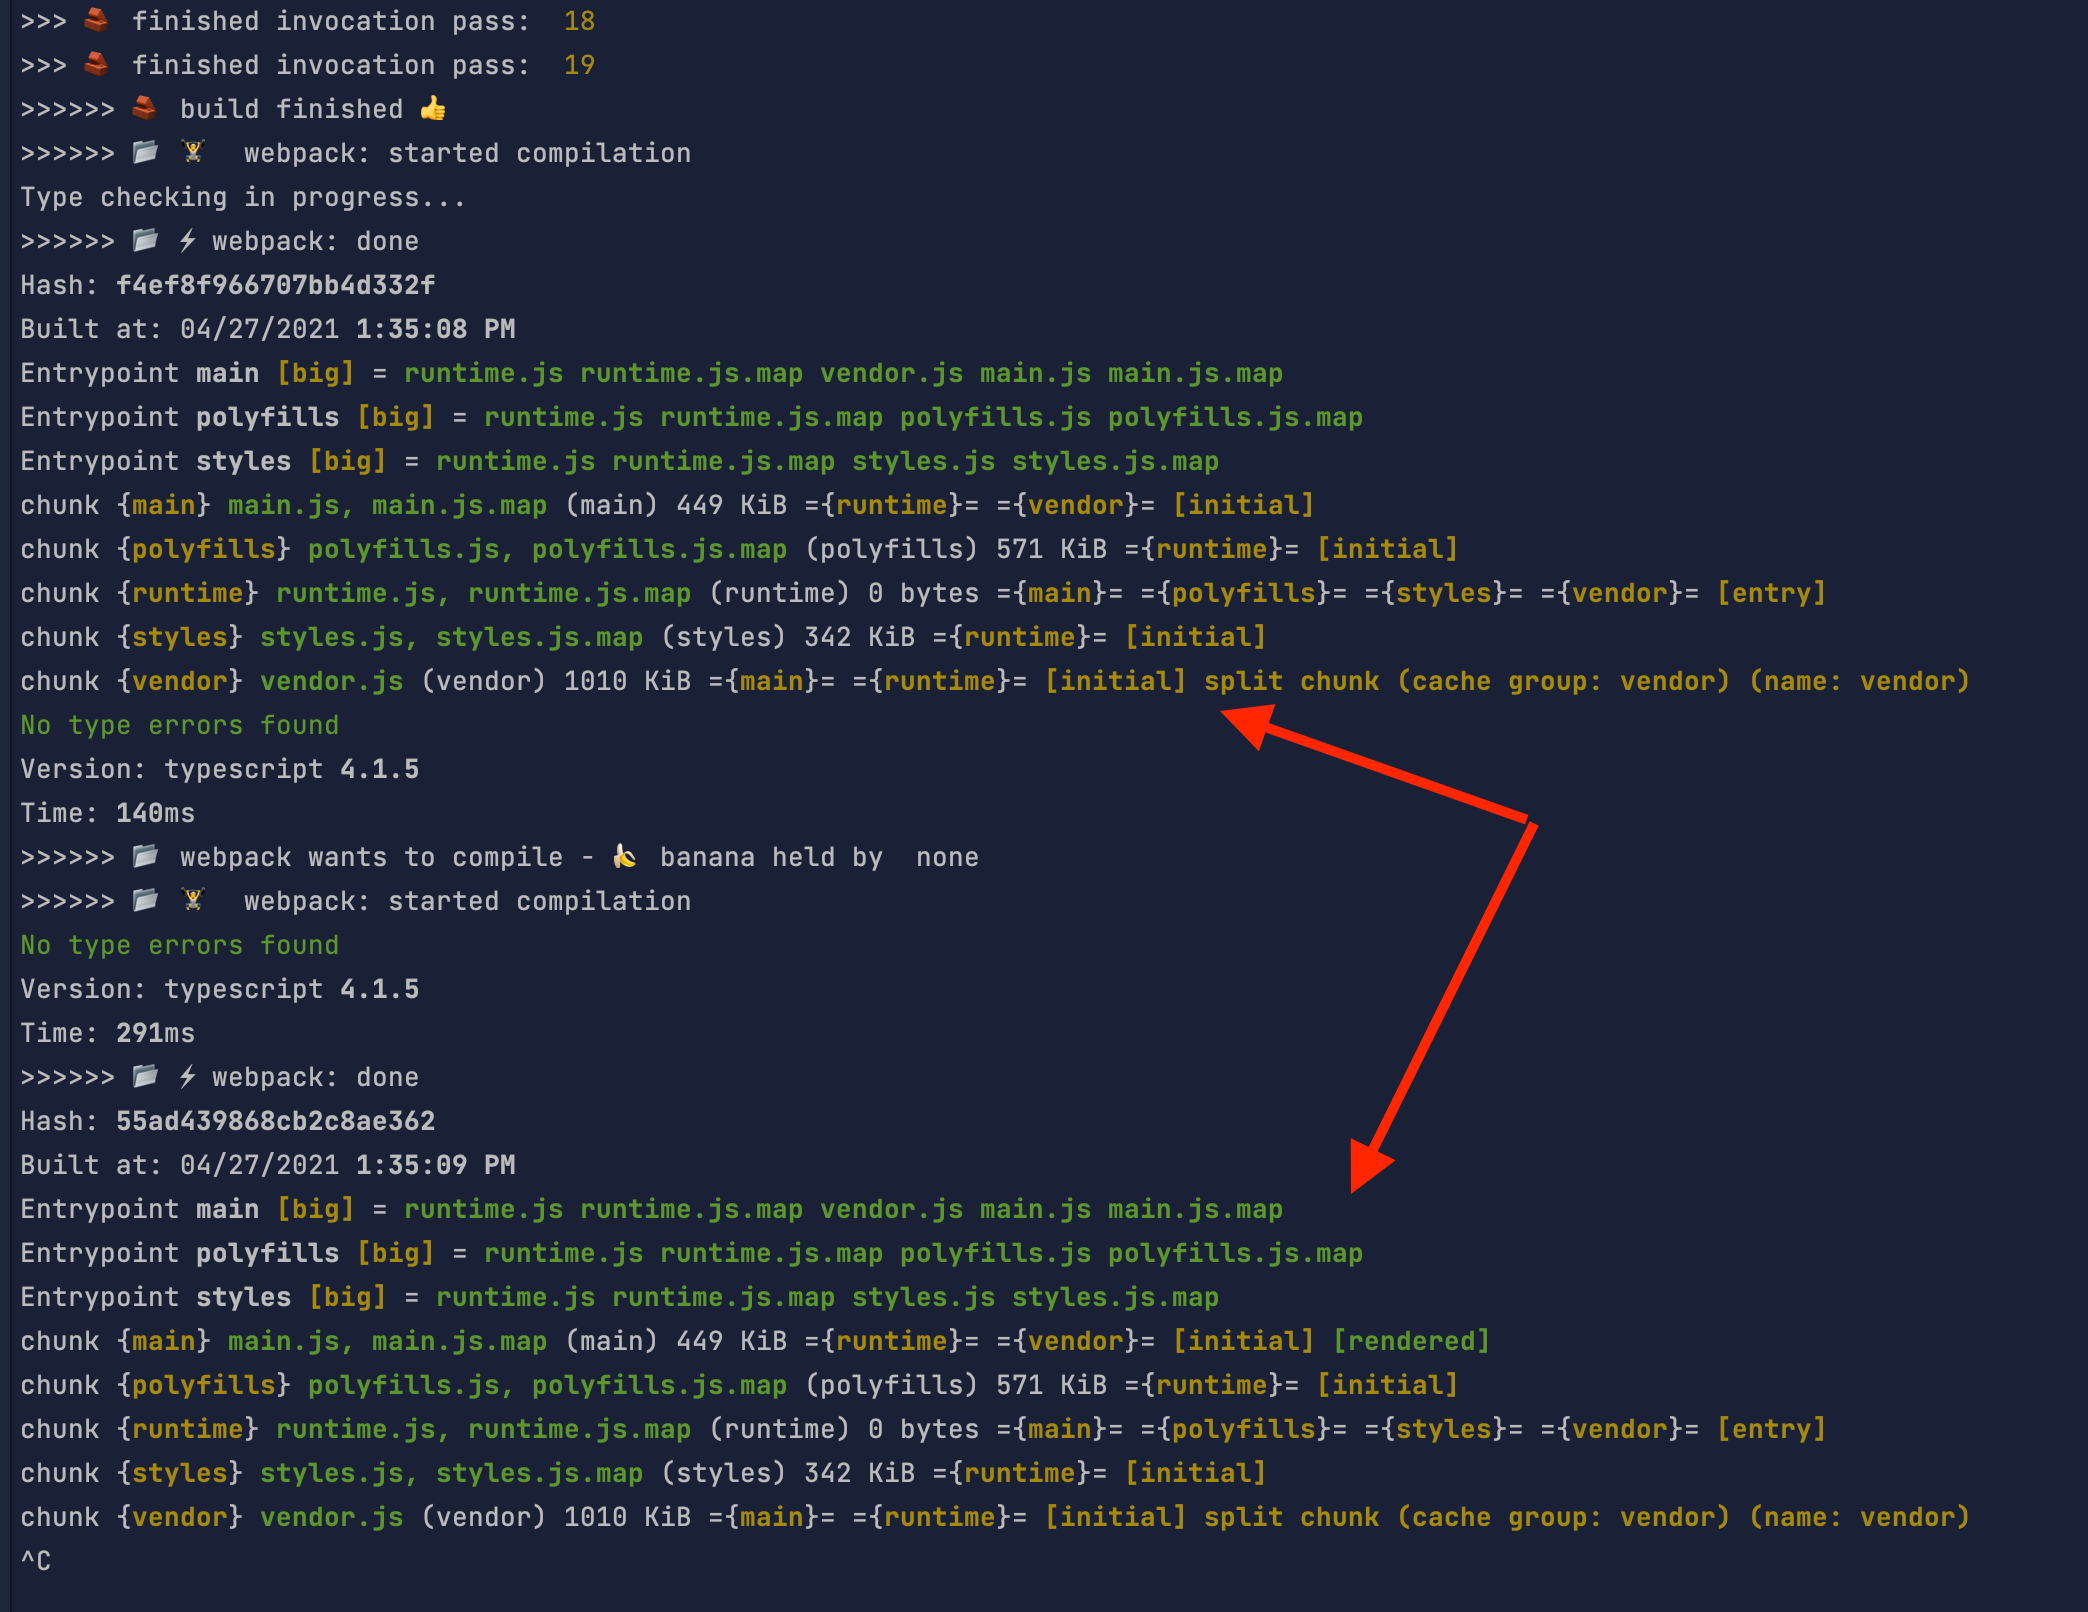 >>> 🧱 finished invocation pass:  18
>>> 🧱 finished invocation pass:  19
>>>>>> 🧱 build finished 👍
>>>>>> 📂 🏋️  webpack: started compilation
Type checking in progress...
>>>>>> 📂 ⚡ webpack: done
Hash: f4ef8f966707bb4d332f
Built at: 04/27/2021 1:35:08 PM
Entrypoint main [big] = runtime.js runtime.js.map vendor.js main.js main.js.map
Entrypoint polyfills [big] = runtime.js runtime.js.map polyfills.js polyfills.js.map
Entrypoint styles [big] = runtime.js runtime.js.map styles.js styles.js.map
chunk {main} main.js, main.js.map (main) 449 KiB ={runtime}= ={vendor}= [initial]
chunk {polyfills} polyfills.js, polyfills.js.map (polyfills) 571 KiB ={runtime}= [initial]
chunk {runtime} runtime.js, runtime.js.map (runtime) 0 bytes ={main}= ={polyfills}= ={styles}= ={vendor}= [entry]
chunk {styles} styles.js, styles.js.map (styles) 342 KiB ={runtime}= [initial]
chunk {vendor} vendor.js (vendor) 1010 KiB ={main}= ={runtime}= [initial] split chunk (cache group: vendor) (name: vendor)
No type errors found
Version: typescript 4.1.5
Time: 140ms
>>>>>> 📂 webpack wants to compile - 🍌 banana held by  none
>>>>>> 📂 🏋️  webpack: started compilation
No type errors found
Version: typescript 4.1.5
Time: 291ms
>>>>>> 📂 ⚡ webpack: done
Hash: 55ad439868cb2c8ae362
Built at: 04/27/2021 1:35:09 PM
Entrypoint main [big] = runtime.js runtime.js.map vendor.js main.js main.js.map
Entrypoint polyfills [big] = runtime.js runtime.js.map polyfills.js polyfills.js.map
Entrypoint styles [big] = runtime.js runtime.js.map styles.js styles.js.map
chunk {main} main.js, main.js.map (main) 449 KiB ={runtime}= ={vendor}= [initial] [rendered]
chunk {polyfills} polyfills.js, polyfills.js.map (polyfills) 571 KiB ={runtime}= [initial]
chunk {runtime} runtime.js, runtime.js.map (runtime) 0 bytes ={main}= ={polyfills}= ={styles}= ={vendor}= [entry]
chunk {styles} styles.js, styles.js.map (styles) 342 KiB ={runtime}= [initial]
chunk {vendor} vendor.js (vendor) 1010 KiB ={main}= ={runtime}= [initial] split chunk (cache group: vendor) (name: vendor)
^C